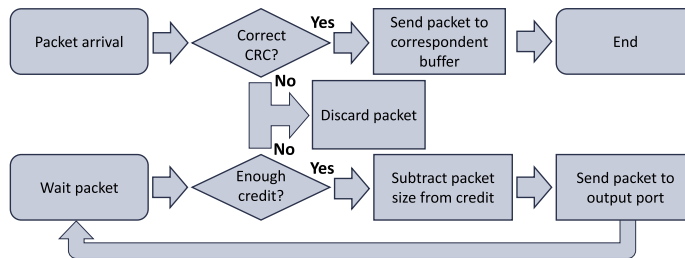 Packet arrival
Correct
CRC?
Yes
Send packet to
correspondent
buffer
End
No
Discard packet
No
Wait packet
Enough
credit?
Yes
Subtract packet
size from credit
Send packet to
output port